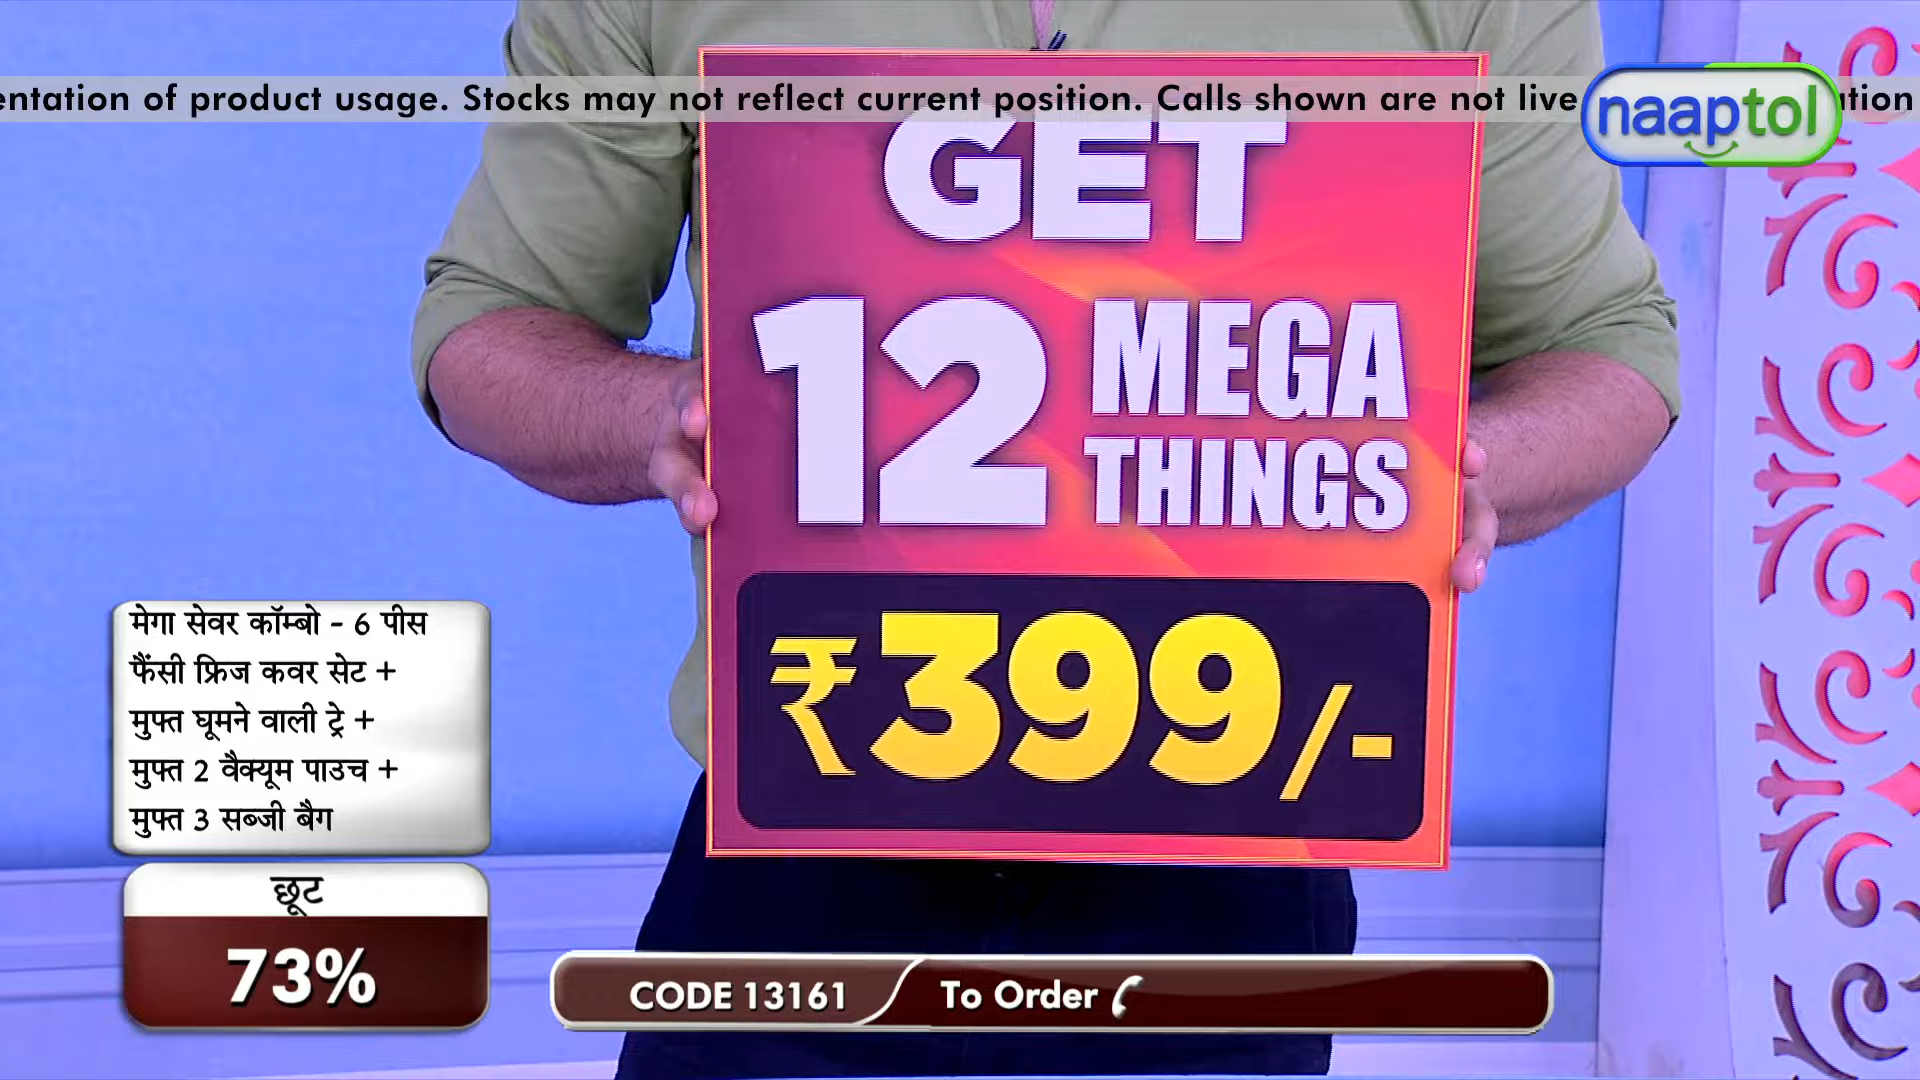 entation of product usage. Stocks may not reflect current position. Calls shown are not live
naaptol
GET
12 MEGA
THINGS
₹399/-
मेगा सेवर कॉम्बो - 6 पीस
फैंसी फ्रिज कवर सेट +
मुफ्त घूमने वाली ट्रे +
मुफ्त 2 वैक्यूम पाउच +
मुफ्त 3 सब्जी बैग
छूट
73%
CODE 13161 To Order